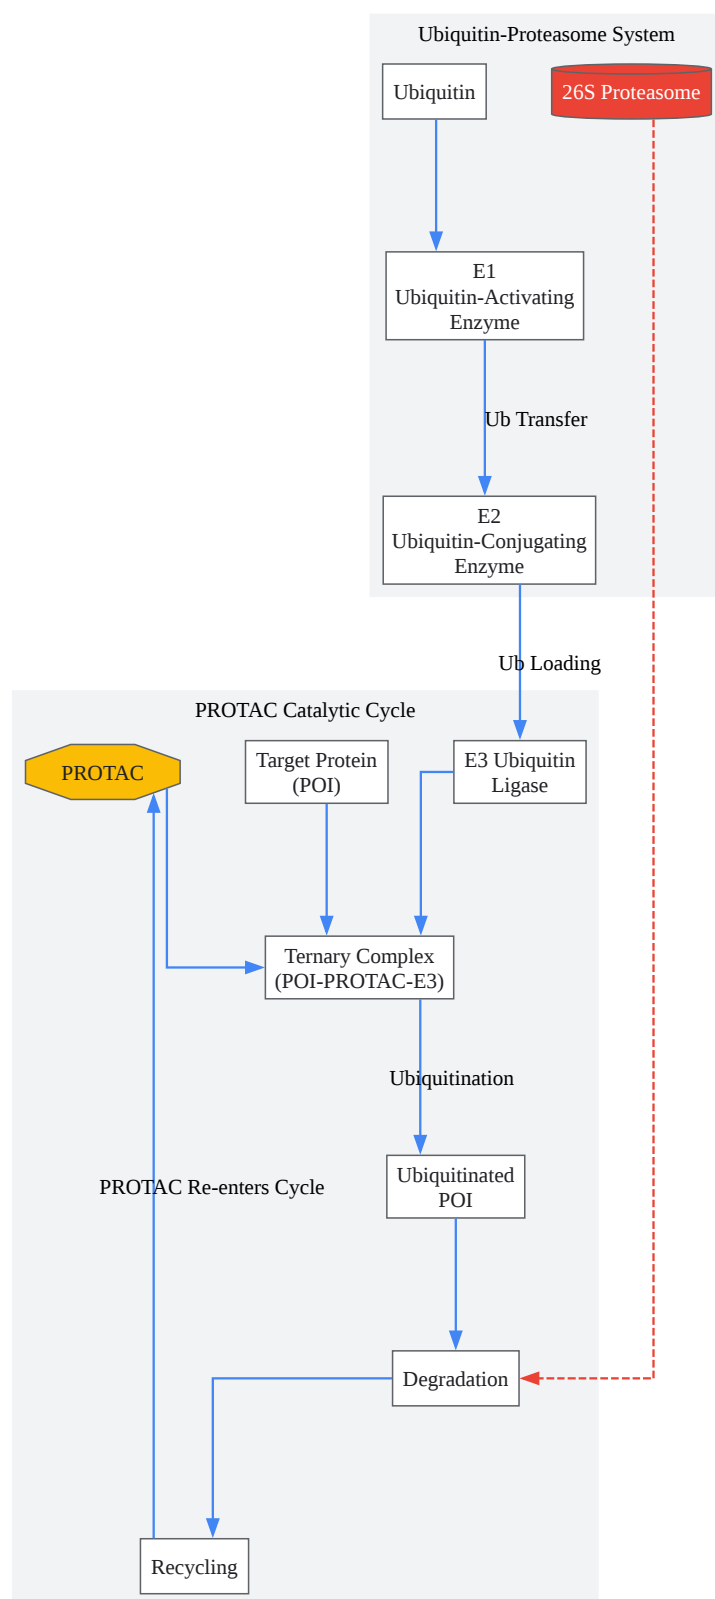 Ubiquitin-Proteasome System
Ubiquitin
26S Proteasome
E1
Ubiquitin-Activating
Enzyme
Ub Transfer
E2
Ubiquitin-Conjugating
Enzyme
Ub Loading
PROTAC Catalytic Cycle
PROTAC
Target Protein
(POI)
E3 Ubiquitin
Ligase
Ternary Complex
(POI-PROTAC-E3)
Ubiquitination
Ubiquitinated
POI
PROTAC Re-enters Cycle
Degradation
Recycling